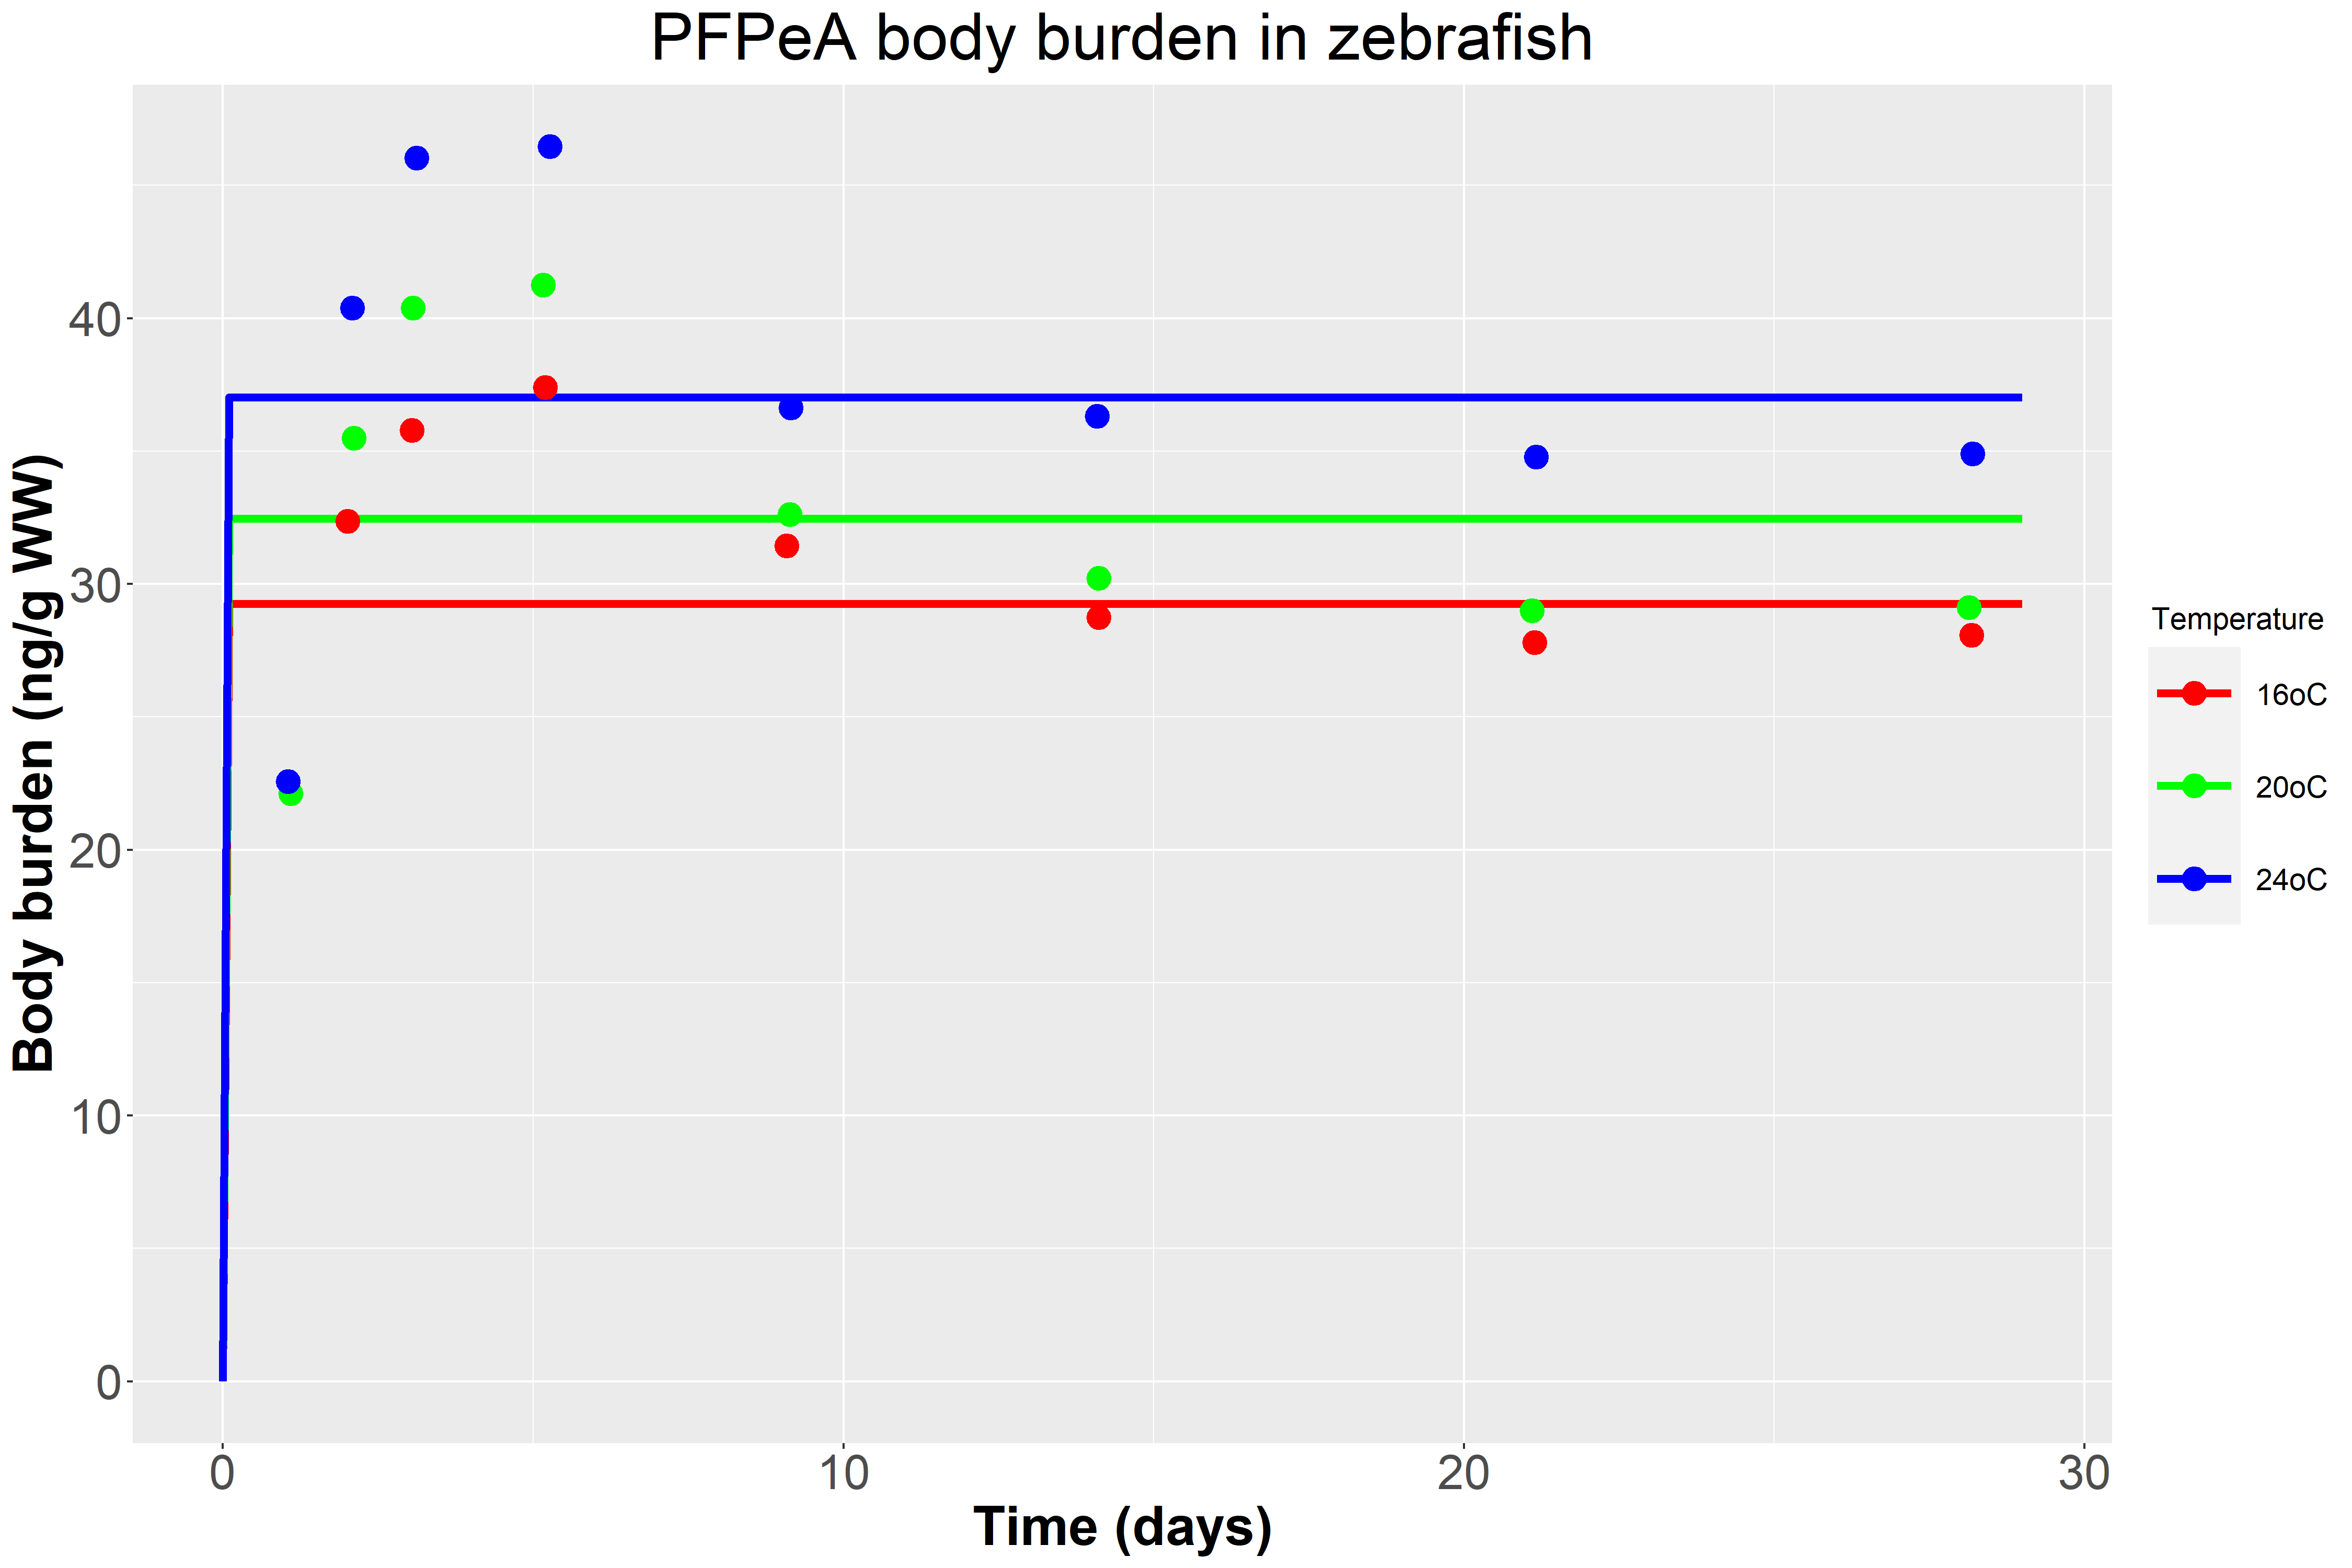 PFPeA body burden in zebrafish
Body burden (ng/g WW)
40
30
20
10
0
0
10
20
30
Time (days)
Temperature
16oC
20oC
24oC